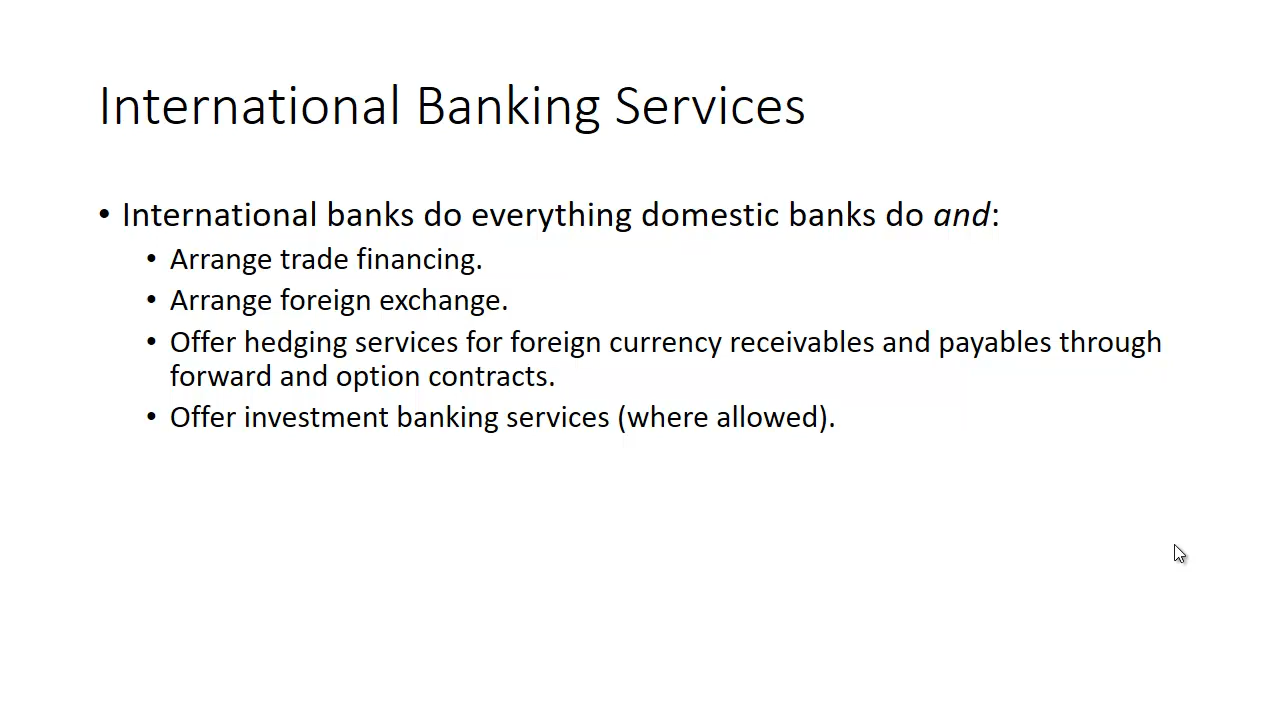 International Banking Services
• International banks do everything domestic banks do and:
• Arrange trade financing.
• Arrange foreign exchange.
• Offer hedging services for foreign currency receivables and payables through
forward and option contracts.
• Offer investment banking services (where allowed).